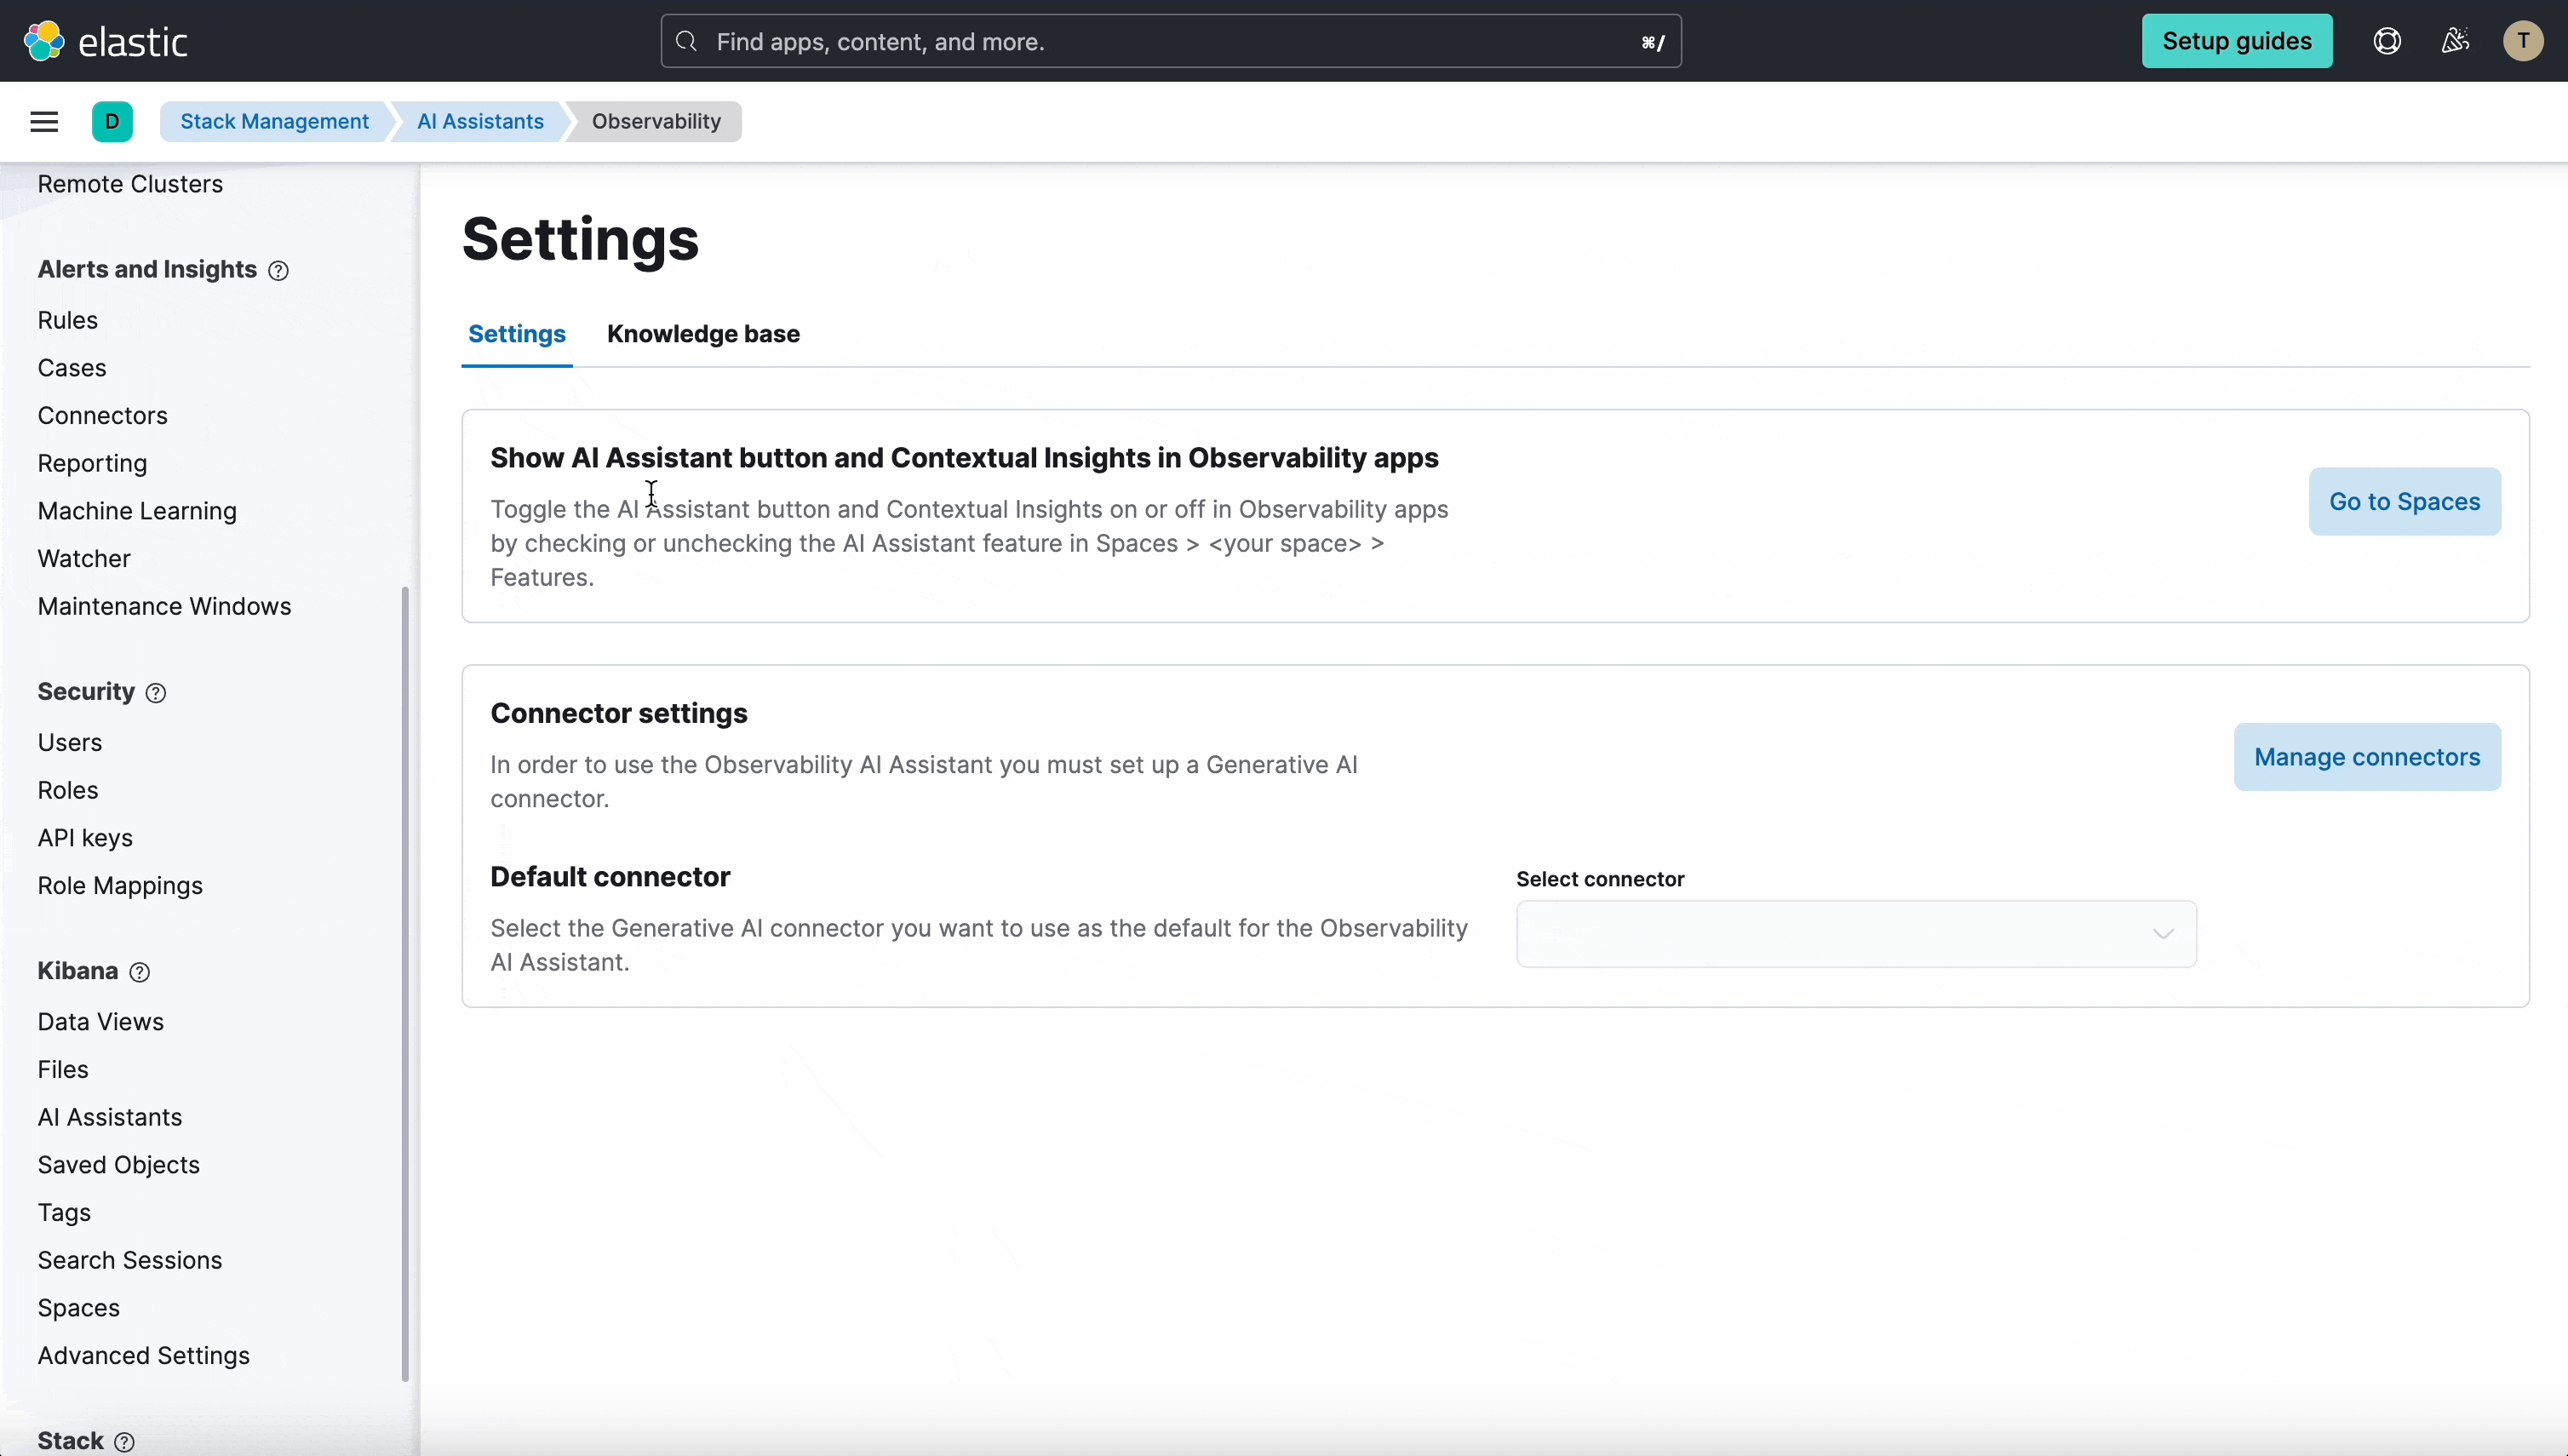 elastic
Find apps, content, and more.
⌘/
Setup guides
T
D
Stack Management
AI Assistants
Observability
Remote Clusters
Alerts and Insights
Rules
Cases
Connectors
Reporting
Machine Learning
Watcher
Maintenance Windows
Security
Users
Roles
API keys
Role Mappings
Kibana
Data Views
Files
AI Assistants
Saved Objects
Tags
Search Sessions
Spaces
Advanced Settings
Stack
Settings
Settings
Knowledge base
Show AI Assistant button and Contextual Insights in Observability apps
Toggle the AI Assistant button and Contextual Insights on or off in Observability apps
by checking or unchecking the AI Assistant feature in Spaces > <your space> >
Features.
Go to Spaces
Connector settings
In order to use the Observability AI Assistant you must set up a Generative AI
connector.
Manage connectors
Default connector
Select the Generative AI connector you want to use as the default for the Observability
AI Assistant.
Select connector